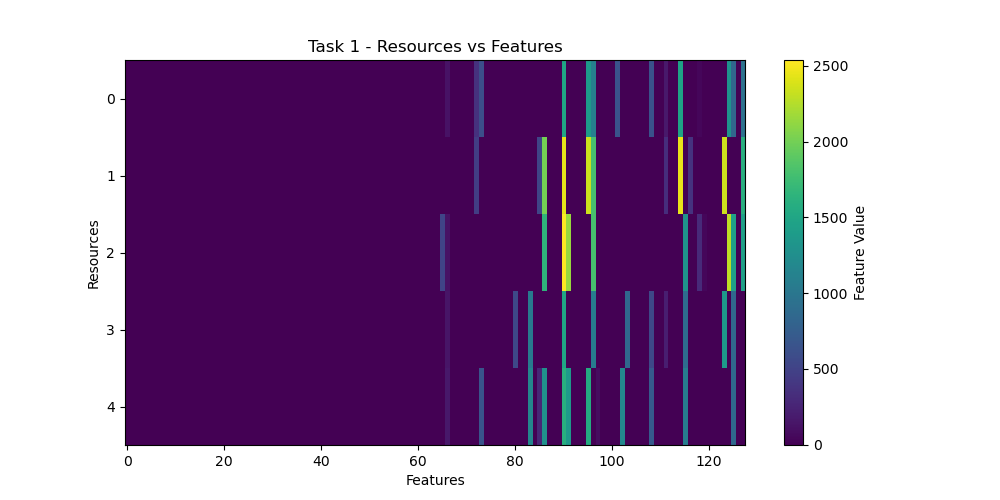 Task 1 - Resources vs Features
Resources
0
1
2
3
4
0 20 40 60 80 100 120
Features
2500
2000
1500
1000
500
0
Feature Value